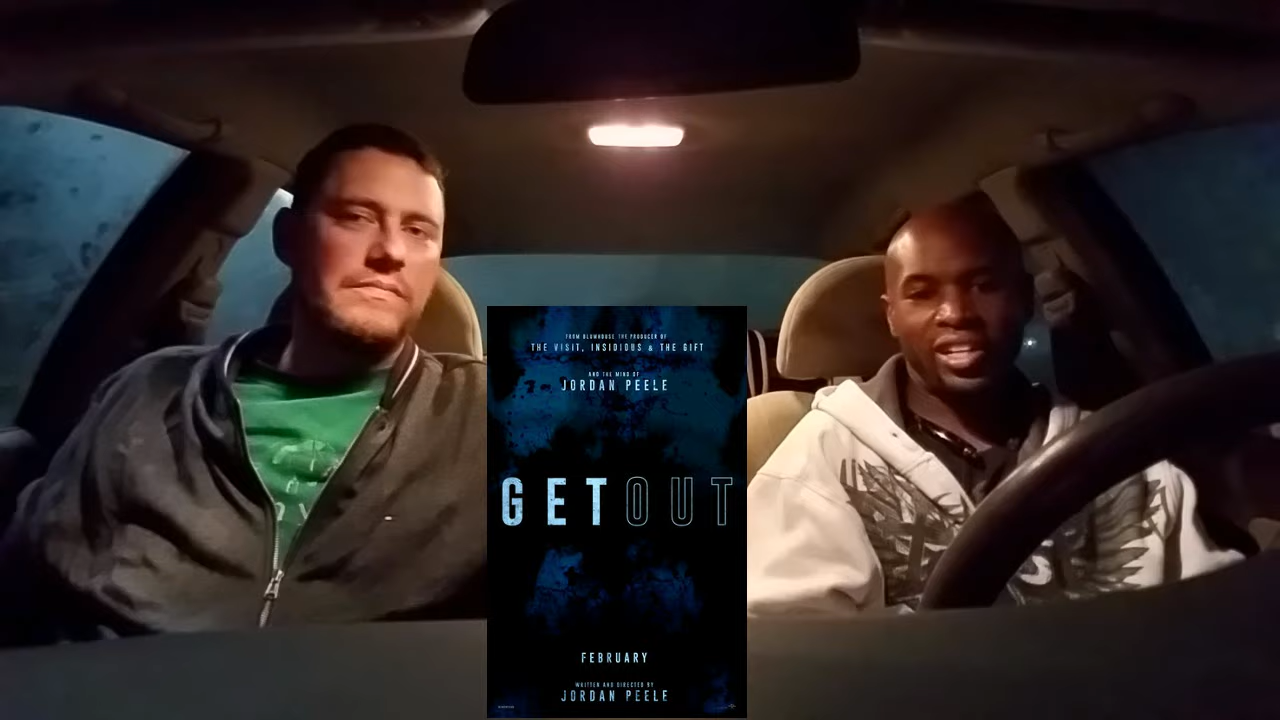 FROM BLUMHOUSE THE PRODUCER OF
THE VISIT, INSIDIOUS & THE GIFT
AND THE MIND OF
JORDAN PEELE
GET OUT
FEBRUARY
WRITTEN AND DIRECTED BY
JORDAN PEELE